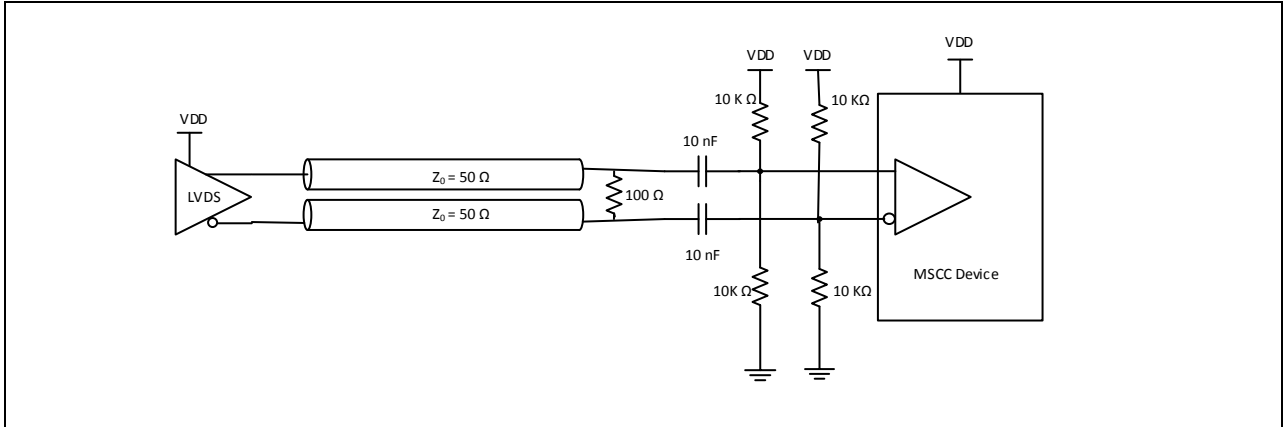 VDD
VDD
VDD
10 K Ω
10 KΩ
10 nF
VDD
LVDS
Z₀ = 50 Ω
100 Ω
Z₀ = 50 Ω
10 nF
MSCC Device
10K Ω
10 KΩ